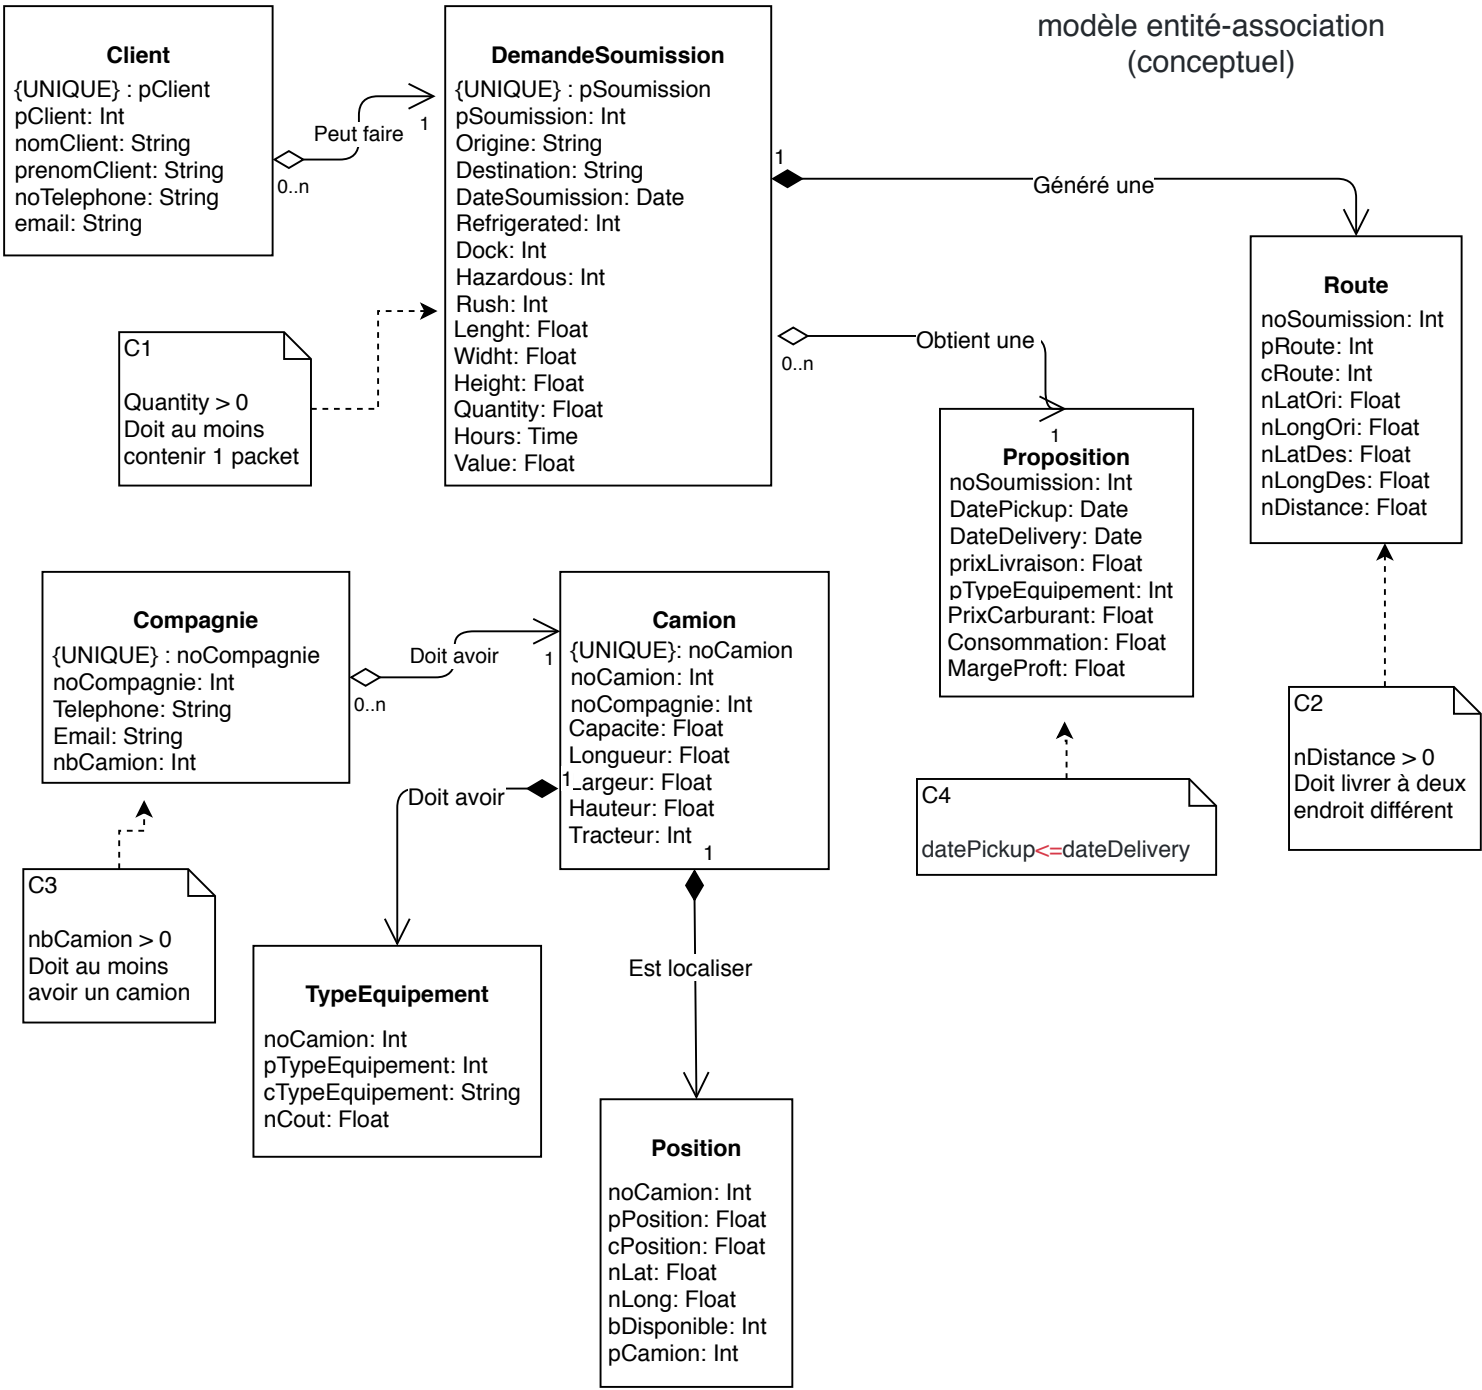 modèle entité-association
(conceptuel)
Client
{UNIQUE} : pClient
pClient: Int
nomClient: String
prenomClient: String
noTelephone: String
email: String
Peut faire
1
0..n
DemandeSoumission
{UNIQUE} : pSoumission
pSoumission: Int
Origine: String
Destination: String
DateSoumission: Date
Refrigerated: Int
Dock: Int
Hazardous: Int
Rush: Int
Lenght: Float
Widht: Float
Height: Float
Quantity: Float
Hours: Time
Value: Float
1
Généré une
0..n
Obtient une
1
Route
noSoumission: Int
pRoute: Int
cRoute: Int
nLatOri: Float
nLongOri: Float
nLatDes: Float
nLongDes: Float
nDistance: Float
C1
Quantity > 0
Doit au moins
contenir 1 packet
Proposition
noSoumission: Int
DatePickup: Date
DateDelivery: Date
prixLivraison: Float
pTypeEquipement: Int
PrixCarburant: Float
Consommation: Float
MargeProft: Float
Compagnie
{UNIQUE} : noCompagnie
noCompagnie: Int
Telephone: String
Email: String
nbCamion: Int
Doit avoir
1
0..n
Camion
{UNIQUE}: noCamion
noCamion: Int
noCompagnie: Int
Capacite: Float
Longueur: Float
Largeur: Float
Hauteur: Float
Tracteur: Int
1
Doit avoir
1
C2
nDistance > 0
Doit livrer à deux
endroit différent
C4
datePickup<=dateDelivery
C3
nbCamion > 0
Doit au moins
avoir un camion
Est localiser
TypeEquipement
noCamion: Int
pTypeEquipement: Int
cTypeEquipement: String
nCout: Float
Position
noCamion: Int
pPosition: Float
cPosition: Float
nLat: Float
nLong: Float
bDisponible: Int
pCamion: Int